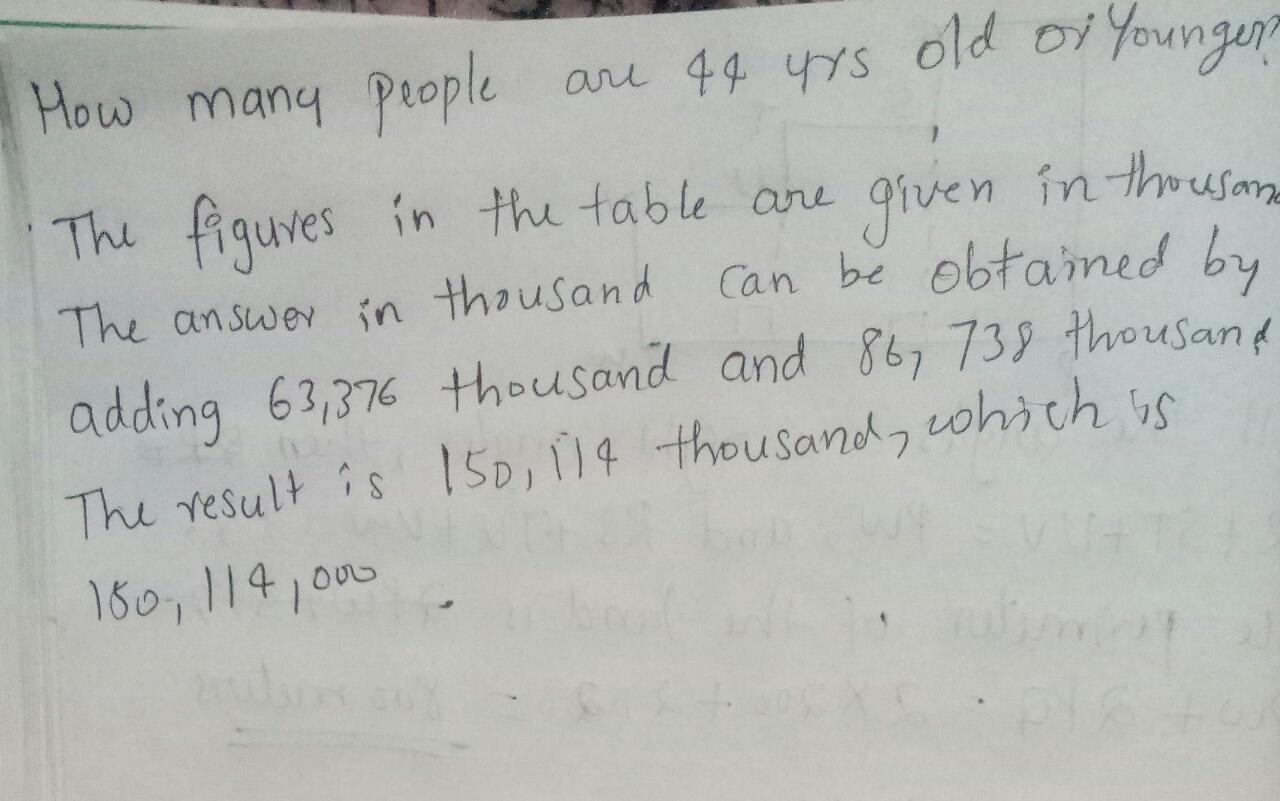 How many people are 44 yrs old or Younger?
The figures in the table are given in thousand
The answer in thousand can be obtained by
adding 63,376 thousand and 86,738 thousand
The result is 150,114 thousand, which is
150,114,000.